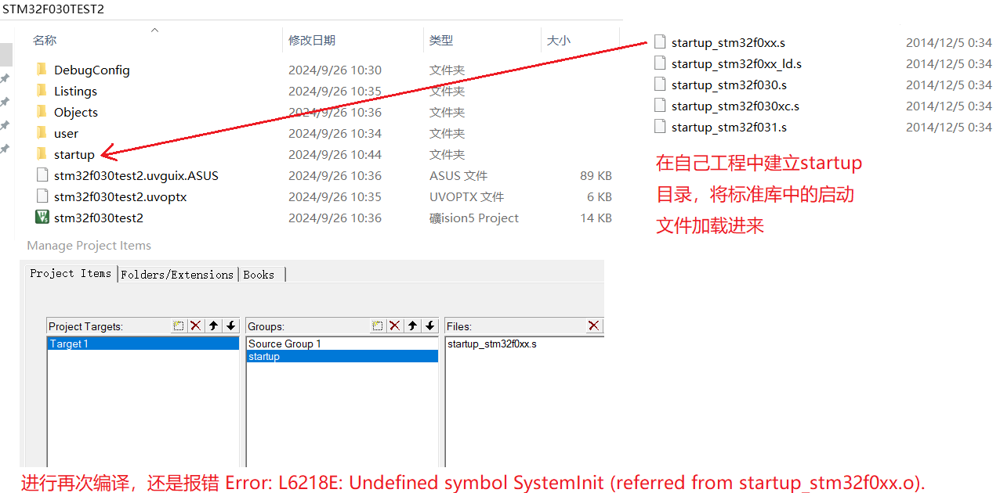 STM32F030TEST2
名称 修改日期 类型 大小
DebugConfig 2024/9/26 10:30 文件夹
Listings 2024/9/26 10:35 文件夹
Objects 2024/9/26 10:36 文件夹
user 2024/9/26 10:34 文件夹
startup 2024/9/26 10:44 文件夹
stm32f030test2.uvguix.ASUS 2024/9/26 10:36 ASUS 文件 89 KB
stm32f030test2.uvoptx 2024/9/26 10:35 UVOPTX 文件 6 KB
stm32f030test2 2024/9/26 10:36 礦ision5 Project 14 KB
startup_stm32f0xx.s 2014/12/5 0:34
startup_stm32f0xx_ld.s 2014/12/5 0:34
startup_stm32f030.s 2014/12/5 0:34
startup_stm32f030xc.s 2014/12/5 0:34
startup_stm32f031.s 2014/12/5 0:34
在自己工程中建立startup
目录，将标准库中的启动
文件加载进来
Manage Project Items
Project Items Folders/Extensions Books
Project Targets: Groups: Files:
Target 1 Source Group 1 startup_stm32f0xx.s
startup
进行再次编译，还是报错 Error: L6218E: Undefined symbol SystemInit (referred from startup_stm32f0xx.o).